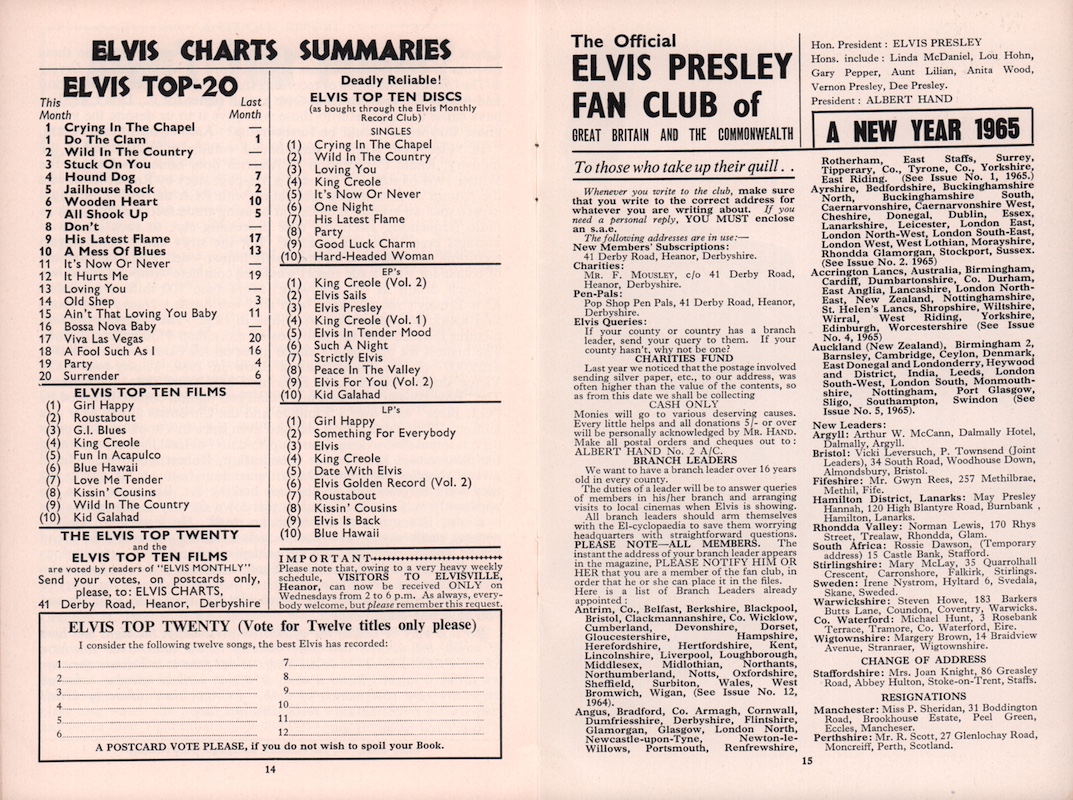 ELVIS CHARTS SUMMARIES
ELVIS TOP-20
This Last
Month Month
1 Crying In The Chapel —
1 Do The Clam 1
2 Wild In The Country —
3 Stuck On You —
4 Hound Dog 7
5 Jailhouse Rock 2
6 Wooden Heart 10
7 All Shook Up 5
8 Don't —
9 His Latest Flame 17
10 A Mess Of Blues 13
11 It's Now Or Never —
12 It Hurts Me 19
13 Loving You —
14 Old Shep 3
15 Ain't That Loving You Baby 11
16 Bossa Nova Baby —
17 Viva Las Vegas 20
18 A Fool Such As I 16
19 Party 4
20 Surrender 6
ELVIS TOP TEN FILMS
(1) Girl Happy
(2) Roustabout
(3) G.I. Blues
(4) King Creole
(5) Fun In Acapulco
(6) Blue Hawaii
(7) Love Me Tender
(8) Kissin' Cousins
(9) Wild In The Country
(10) Kid Galahad
THE ELVIS TOP TWENTY
and the
ELVIS TOP TEN FILMS
are voted by readers of "ELVIS MONTHLY"
Send your votes, on postcards only,
please, to: ELVIS CHARTS,
41 Derby Road, Heanor, Derbyshire
Deadly Reliable!
ELVIS TOP TEN DISCS
(as bought through the Elvis Monthly
Record Club)
SINGLES
(1) Crying In The Chapel
(2) Wild In The Country
(3) Loving You
(4) King Creole
(5) It's Now Or Never
(6) One Night
(7) His Latest Flame
(8) Party
(9) Good Luck Charm
(10) Hard-Headed Woman
EP's
(1) King Creole (Vol. 2)
(2) Elvis Sails
(3) Elvis Presley
(4) King Creole (Vol. 1)
(5) Elvis In Tender Mood
(6) Such A Night
(7) Strictly Elvis
(8) Peace In The Valley
(9) Elvis For You (Vol. 2)
(10) Kid Galahad
LP's
(1) Girl Happy
(2) Something For Everybody
(3) Elvis
(4) King Creole
(5) Date With Elvis
(6) Elvis Golden Record (Vol. 2)
(7) Roustabout
(8) Kissin' Cousins
(9) Elvis Is Back
(10) Blue Hawaii
IMPORTANT
Please note that, owing to a very heavy weekly
schedule, VISITORS TO ELVISVILLE,
Heanor, can now be received ONLY on
Wednesdays from 2 to 6 p.m. As always, every-
body welcome, but please remember this request.
ELVIS TOP TWENTY (Vote for Twelve titles only please)
I consider the following twelve songs, the best Elvis has recorded:
1 7
2 8
3 9
4 10
5 11
6 12
A POSTCARD VOTE PLEASE, if you do not wish to spoil your Book.
14
The Official
ELVIS PRESLEY
FAN CLUB of
GREAT BRITAIN AND THE COMMONWEALTH
To those who take up their quill . .
Whenever you write to the club, make sure
that you write to the correct address for
whatever you are writing about. If you
need a personal reply, YOU MUST enclose
an s.a.e.
The following addresses are in use:—
New Members' Subscriptions:
41 Derby Road, Heanor, Derbyshire.
Charities:
MR. F. MOUSLEY, c/o 41 Derby Road,
Heanor, Derbyshire.
Pen-Pals:
Pop Shop Pen Pals, 41 Derby Road, Heanor,
Derbyshire.
Elvis Queries:
If your county or country has a branch
leader, send your query to them. If your
county hasn't, why not be one?
CHARITIES FUND
Last year we noticed that the postage involved
sending silver paper, etc., to our address, was
often higher than the value of the contents, so
as from this date we shall be collecting
CASH ONLY
Monies will go to various deserving causes.
Every little helps and all donations 5/- or over
will be personally acknowledged by MR. HAND.
Make all postal orders and cheques out to :
ALBERT HAND No. 2 A/C.
BRANCH LEADERS
We want to have a branch leader over 16 years
old in every county.
The duties of a leader will be to answer queries
of members in his/her branch and arranging
visits to local cinemas when Elvis is showing.
All branch leaders should arm themselves
with the El-cyclopaedia to save them worrying
headquarters with straightforward questions.
PLEASE NOTE—ALL MEMBERS. The
instant the address of your branch leader appears
in the magazine, PLEASE NOTIFY HIM OR
HER that you are a member of the fan club, in
order that he or she can place it in the files.
Here is a list of Branch Leaders already
appointed :
Antrim, Co., Belfast, Berkshire, Blackpool,
Bristol, Clackmannanshire, Co. Wicklow,
Cumberland, Devonshire, Dorset,
Gloucestershire, Hampshire,
Herefordshire, Hertfordshire, Kent,
Lincolnshire, Liverpool, Loughborough,
Middlesex, Midlothian, Northants,
Northumberland, Notts, Oxfordshire,
Sheffield, Surbiton, Wales, West
Bromwich, Wigan, (See Issue No. 12,
1964).
Angus, Bradford, Co. Armagh, Cornwall,
Dumfriesshire, Derbyshire, Flintshire,
Glamorgan, Glasgow, London North,
Newcastle-upon-Tyne, Newton-le-
Willows, Portsmouth, Renfrewshire,
Hon. President : ELVIS PRESLEY
Hons. include : Linda McDaniel, Lou Hohn,
Gary Pepper, Aunt Lilian, Anita Wood,
Vernon Presley, Dee Presley.
President : ALBERT HAND
A NEW YEAR 1965
Rotherham, East Staffs, Surrey,
Tipperary, Co., Tyrone, Co., Yorkshire,
East Riding. (See Issue No. 1, 1965.)
Ayrshire, Bedfordshire, Buckinghamshire
North, Buckinghamshire South,
Caernarvonshire, Caernarvonshire West,
Cheshire, Donegal, Dublin, Essex,
Lanarkshire, Leicester, London East,
London North-West, London South-East,
London West, West Lothian, Morayshire,
Rhondda Glamorgan, Stockport, Sussex.
(See Issue No. 2. 1965)
Accrington Lancs, Australia, Birmingham,
Cardiff, Dumbartonshire, Co. Durham,
East Anglia, Lancashire, London North-
East, New Zealand, Nottinghamshire,
St. Helen's Lancs, Shropshire, Wiltshire,
Wirral, West Riding, Yorkshire,
Edinburgh, Worcestershire (See Issue
No. 4, 1965)
Auckland (New Zealand), Birmingham 2,
Barnsley, Cambridge, Ceylon, Denmark,
East Donegal and Londonderry, Heywood
and District, India, Leeds, London
South-West, London South, Monmouth-
shire, Nottingham, Port Glasgow,
Sligo, Southampton, Swindon (See
Issue No. 5, 1965).
New Leaders:
Argyll: Arthur W. McCann, Dalmally Hotel,
Dalmally, Argyll.
Bristol: Vicki Leversuch, P. Townsend (Joint
Leaders), 34 South Road, Woodhouse Down,
Almondsbury, Bristol.
Fifeshire: Mr. Gwyn Rees, 257 Methilbrae,
Methil, Fife.
Hamilton District, Lanarks: May Presley
Hannah, 120 High Blantyre Road, Burnbank ,
Hamilton, Lanarks.
Rhondda Valley: Norman Lewis, 170 Rhys
Street, Trealaw, Rhondda, Glam.
South Africa: Rossie Dawson, (Temporary
address) 15 Castle Bank, Stafford.
Stirlingshire: Mary McLay, 35 Quarrolhall
Crescent, Carronshore, Falkirk, Stirlings.
Sweden: Irene Nystrom, Hyltard 6, Svedala,
Skane, Sweded.
Warwickshire: Steven Howe, 183 Barkers
Butts Lane, Coundon, Coventry, Warwicks.
Co. Waterford: Michael Hunt, 3 Rosebank
Terrace, Tramore, Co. Waterford, Eire.
Wigtownshire: Margery Brown, 14 Braidview
Avenue, Stranraer, Wigtownshire.
CHANGE OF ADDRESS
Staffordshire: Mrs. Joan Knight, 86 Greasley
Road, Abbey Hulton, Stoke-on-Trent, Staffs.
RESIGNATIONS
Manchester: Miss P. Sheridan, 31 Boddington
Road, Brookhouse Estate, Peel Green,
Eccles, Mancheser.
Perthshire: Mr. R. Scott, 27 Glenlochay Road,
Moncreiff, Perth, Scotland.
15